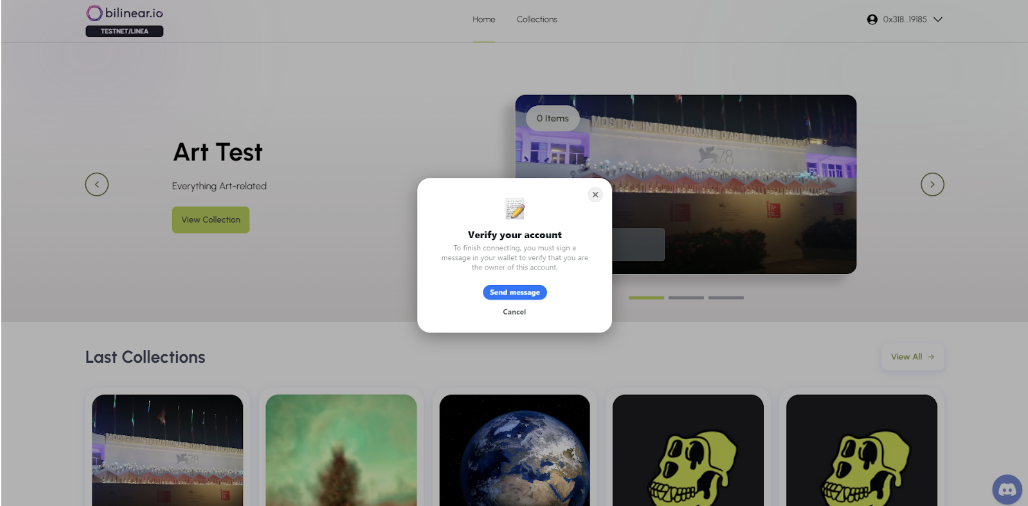 bilinear.io
TESTNET/LINEA
Home
Collections
0x318...19185
Art Test
Everything Art-related
View Collection
0 Items
MOSTRA INTERNAZIONALE D'ARTE
78
Verify your account
To finish connecting, you must sign a
message in your wallet to verify that you are
the owner of this account.
Send message
Cancel
Last Collections
View All
78